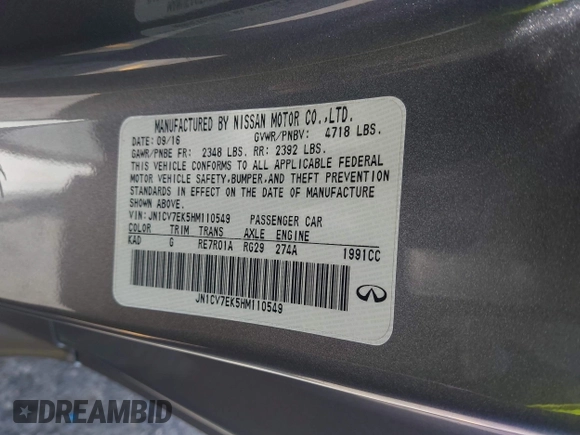 MANUFACTURED BY NISSAN MOTOR CO.,LTD.
DATE: 09/16 GVWR/PNBV: 4718 LBS.
GAWR/PNBE FR: 2348 LBS. RR: 2392 LBS.
THIS VEHICLE CONFORMS TO ALL APPLICABLE FEDERAL
MOTOR VEHICLE SAFETY,BUMPER,AND THEFT PREVENTION
STANDARDS IN EFFECT ON THE DATE OF MANUFACTURE
SHOWN ABOVE.
VIN: JN1CV7EK5HM110549 PASSENGER CAR
COLOR TRIM TRANS AXLE ENGINE
KAD G RE7R01A RG29 274A 1991CC
JN1CV7EK5HM110549
DREAMBID